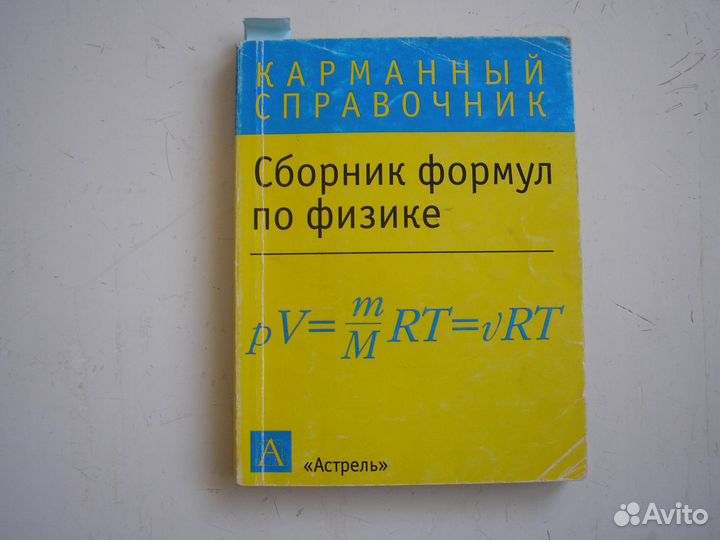 КАРМАННЫЙ
СПРАВОЧНИК
Сборник формул
по физике
pV=m/M RT=νRT
А
«Астрель»
Avito